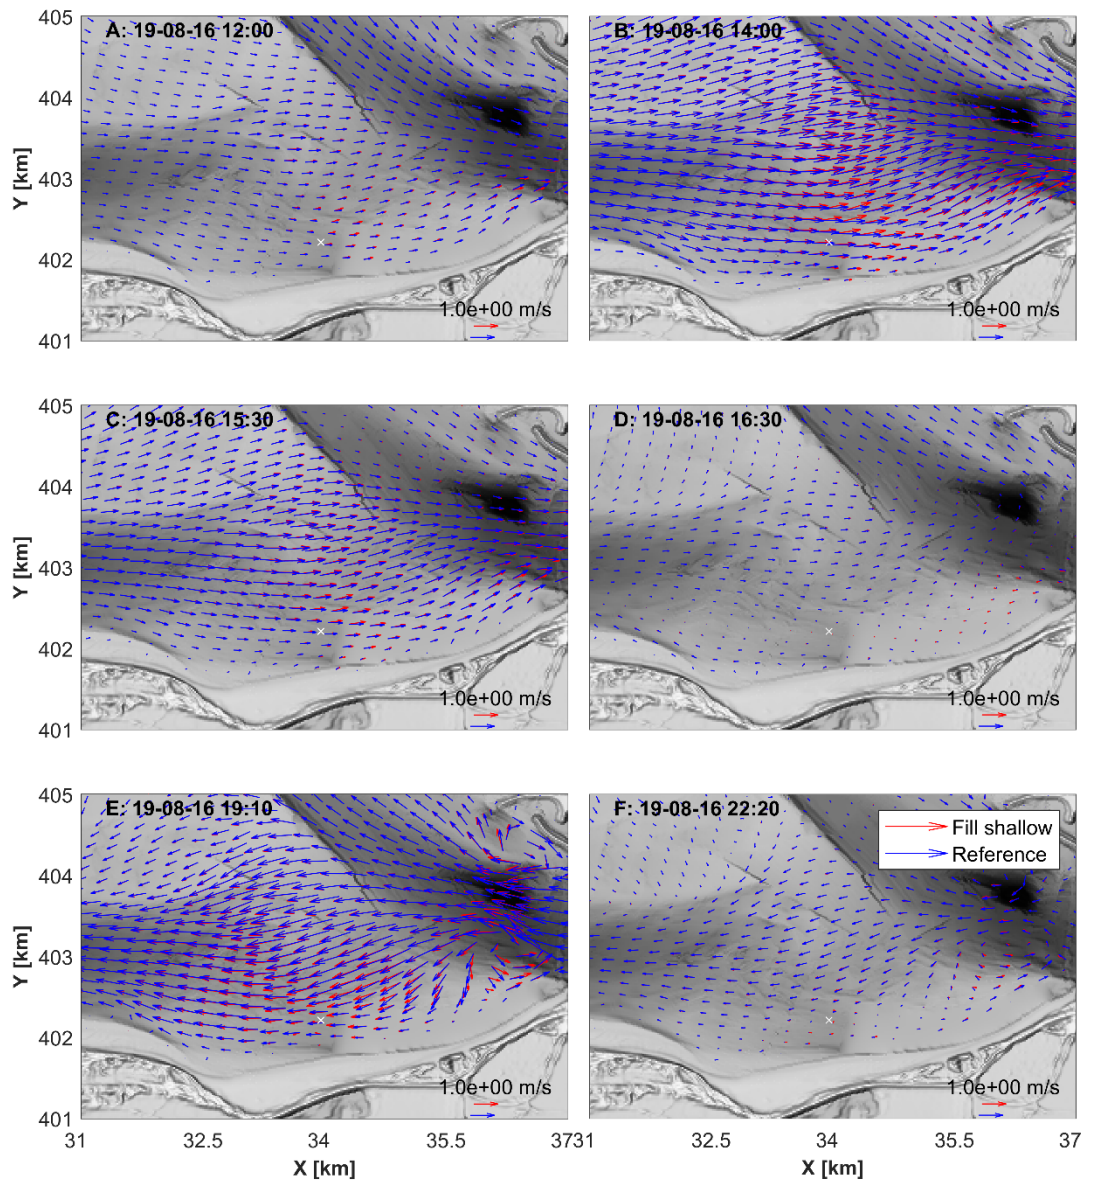 405
404
403
402
401
Y [km]
A: 19-08-16 12:00
1.0e+00 m/s
B: 19-08-16 14:00
1.0e+00 m/s
405
404
403
402
401
Y [km]
C: 19-08-16 15:30
1.0e+00 m/s
D: 19-08-16 16:30
1.0e+00 m/s
405
404
403
402
401
Y [km]
E: 19-08-16 19:10
1.0e+00 m/s
F: 19-08-16 22:20
Fill shallow
Reference
1.0e+00 m/s
31 32.5 34 35.5 37
31 32.5 34 35.5 37
X [km]
X [km]